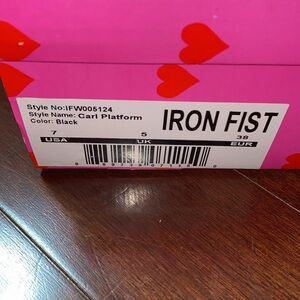 Style No:IFW005124
Style Name: Carl Platform
Color: Black
IRON FIST
7 5 38
USA UK EUR